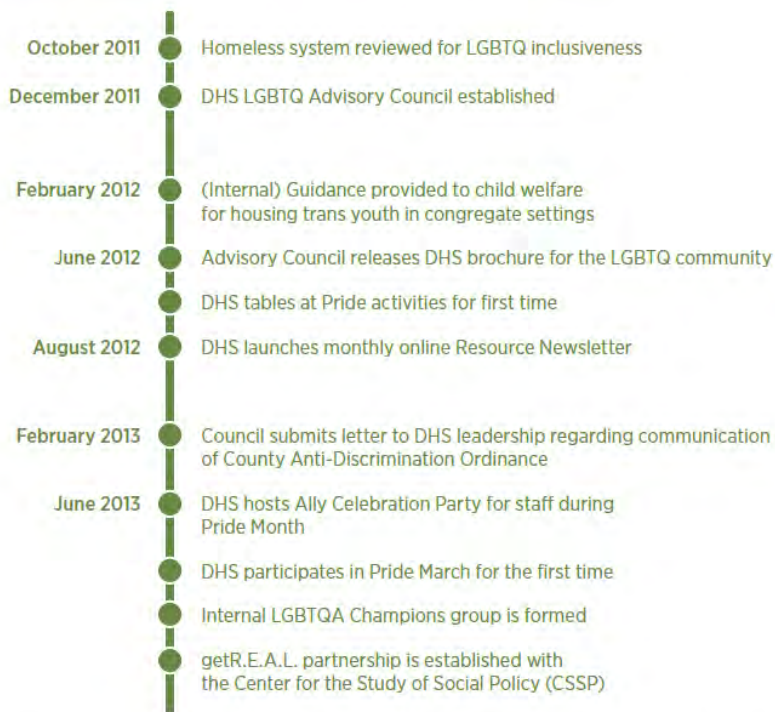 October 2011 Homeless system reviewed for LGBTQ inclusiveness
December 2011 DHS LGBTQ Advisory Council established
February 2012 (Internal) Guidance provided to child welfare
for housing trans youth in congregate settings
June 2012 Advisory Council releases DHS brochure for the LGBTQ community
DHS tables at Pride activities for first time
August 2012 DHS launches monthly online Resource Newsletter
February 2013 Council submits letter to DHS leadership regarding communication
of County Anti-Discrimination Ordinance
June 2013 DHS hosts Ally Celebration Party for staff during
Pride Month
DHS participates in Pride March for the first time
Internal LGBTQA Champions group is formed
getR.E.A.L. partnership is established with
the Center for the Study of Social Policy (CSSP)